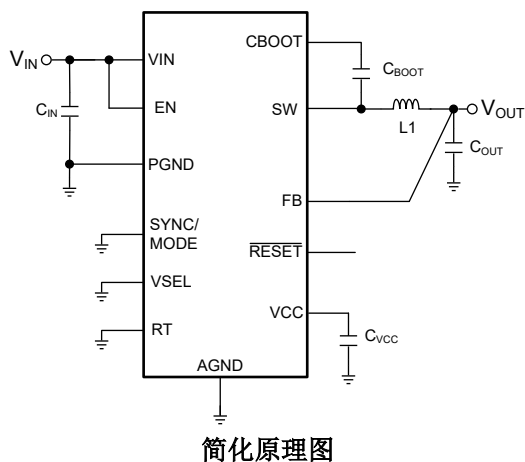 VIN
VIN
CBOOT
CBOOT
CIN
EN
SW
L1
VOUT
COUT
PGND
FB
SYNC/
MODE
RESET
VSEL
VCC
CVCC
RT
AGND
简化原理图